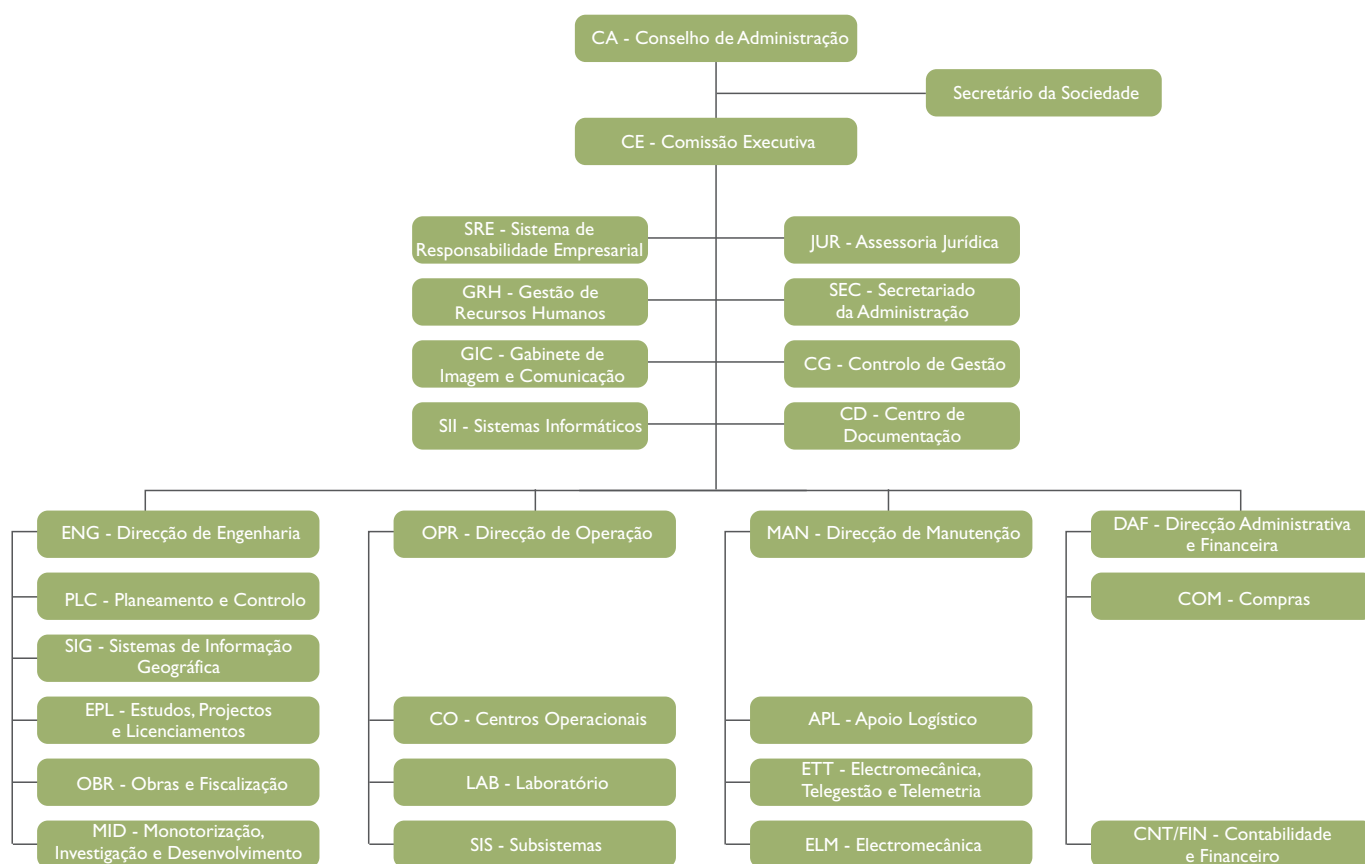 CA - Conselho de Administração
Secretário da Sociedade
CE - Comissão Executiva
SRE - Sistema de
Responsabilidade Empresarial
JUR - Assessoria Jurídica
GRH - Gestão de
Recursos Humanos
SEC - Secretariado
da Administração
GIC - Gabinete de
Imagem e Comunicação
CG - Controlo de Gestão
SII - Sistemas Informáticos
CD - Centro de
Documentação
ENG - Direcção de Engenharia
PLC - Planeamento e Controlo
SIG - Sistemas de Informação
Geográfica
EPL - Estudos, Projectos
e Licenciamentos
OBR - Obras e Fiscalização
MID - Monotorização,
Investigação e Desenvolvimento
OPR - Direcção de Operação
CO - Centros Operacionais
LAB - Laboratório
SIS - Subsistemas
MAN - Direcção de Manutenção
APL - Apoio Logístico
ETT - Electromecânica,
Telegestão e Telemetria
ELM - Electromecânica
DAF - Direcção Administrativa
e Financeira
COM - Compras
CNT/FIN - Contabilidade
e Financeiro